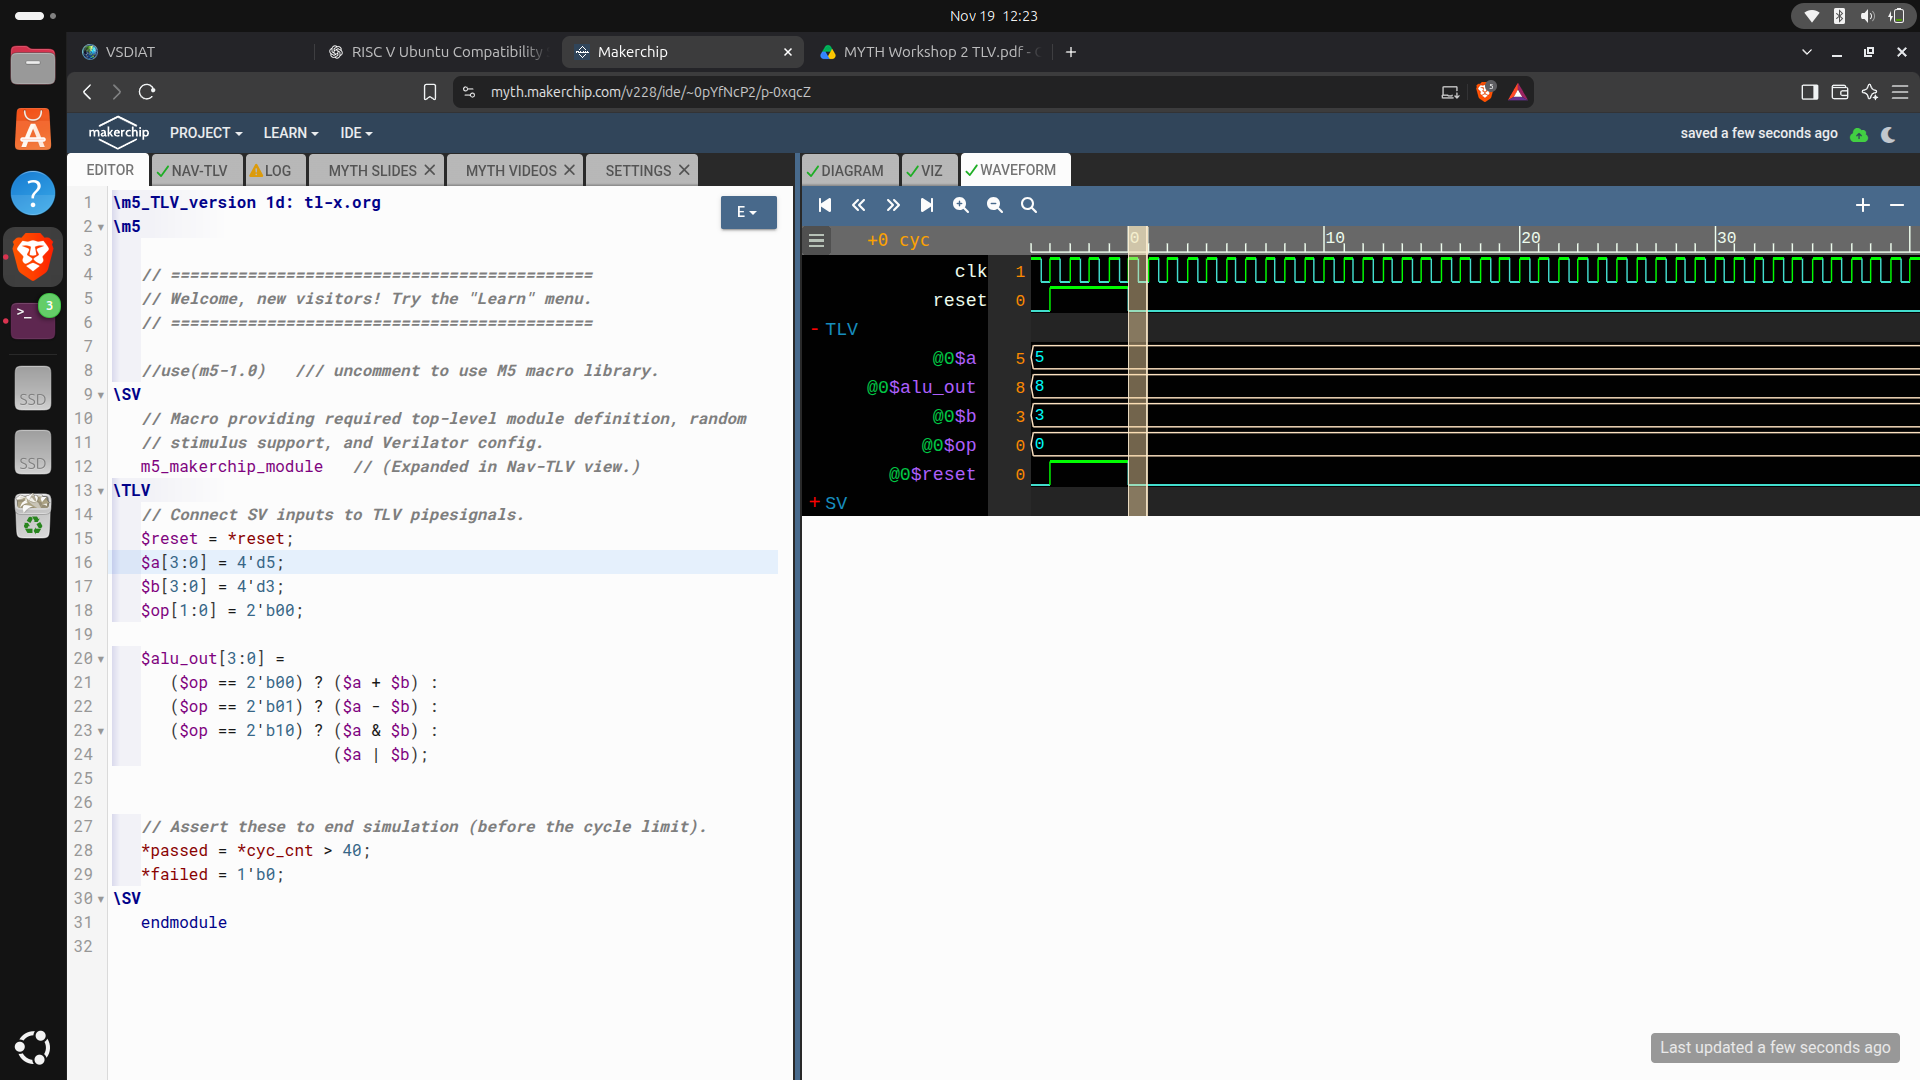 Nov 19 12:23
VSDIAT
RISC V Ubuntu Compatibility
Makerchip
MYTH Workshop 2 TLV.pdf -
myth.makerchip.com/v228/ide/~0pYfNcP2/p-0xqcZ
5
makerchip
PROJECT
LEARN
IDE
saved a few seconds ago
3
SSD
SSD
EDITOR
NAV-TLV
LOG
MYTH SLIDES
MYTH VIDEOS
SETTINGS
E
1 \m5_TLV_version 1d: tl-x.org
2 \m5
3
4 // ============================================
5 // Welcome, new visitors! Try the "Learn" menu.
6 // ============================================
7
8 //use(m5-1.0)   /// uncomment to use M5 macro library.
9 \SV
10 // Macro providing required top-level module definition, random
11 // stimulus support, and Verilator config.
12 m5_makerchip_module   // (Expanded in Nav-TLV view.)
13 \TLV
14 // Connect SV inputs to TLV pipesignals.
15 $reset = *reset;
16 $a[3:0] = 4'd5;
17 $b[3:0] = 4'd3;
18 $op[1:0] = 2'b00;
19
20 $alu_out[3:0] =
21 ($op == 2'b00) ? ($a + $b) :
22 ($op == 2'b01) ? ($a - $b) :
23 ($op == 2'b10) ? ($a & $b) :
24 ($a | $b);
25
26
27 // Assert these to end simulation (before the cycle limit).
28 *passed = *cyc_cnt > 40;
29 *failed = 1'b0;
30 \SV
31 endmodule
32
DIAGRAM
VIZ
WAVEFORM
+0 cyc
0
10
20
30
clk 1
reset 0
- TLV
@0$a 5 5
@0$alu_out 8 8
@0$b 3 3
@0$op 0 0
@0$reset 0
+ SV
Last updated a few seconds ago